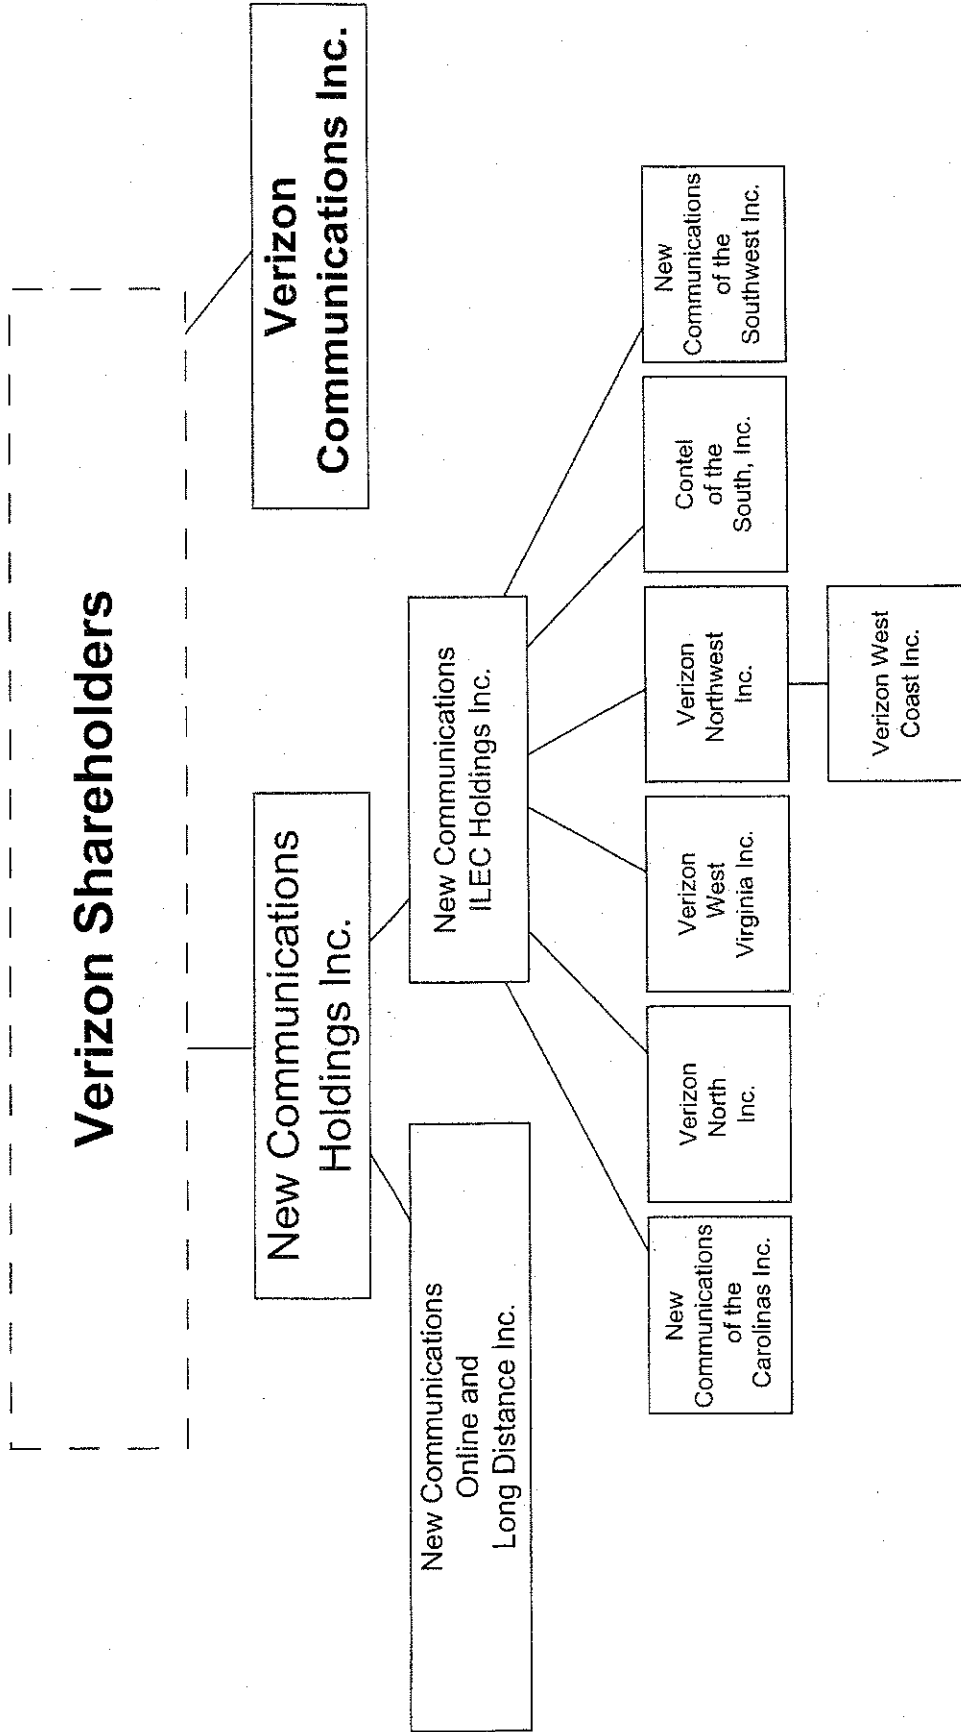 Verizon Shareholders
New Communications
Holdings Inc.
Verizon
Communications Inc.
New Communications
Online and
Long Distance Inc.
New Communications
ILEC Holdings Inc.
New
Communications
of the
Carolinas Inc.
Verizon
North
Inc.
Verizon
West
Virginia Inc.
Verizon
Northwest
Inc.
Contel
of the
South, Inc.
New
Communications
of the
Southwest Inc.
Verizon West
Coast Inc.